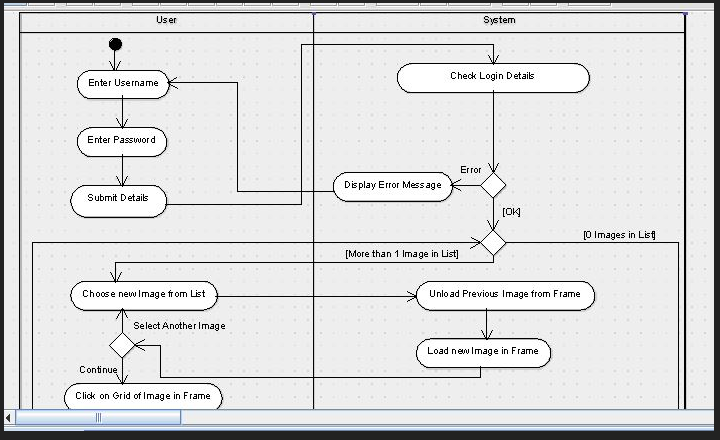 User
System
Enter Username
Check Login Details
Enter Password
Error
Display Error Message
Submit Details
[OK]
[0 Images in List]
[More than 1 Image in List]
Choose new Image from List
Unload Previous Image from Frame
Select Another Image
Load new Image in Frame
Continue
Click on Grid of Image in Frame